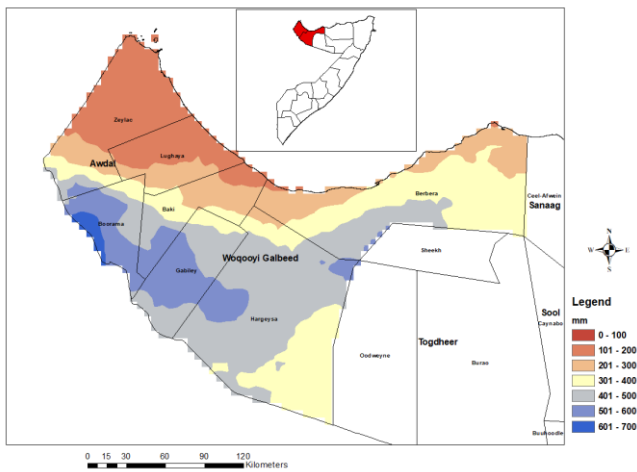 Zeylac
Lughaya
Awdal
Berbera
Ceel-Afwein
Sanaag
Baki
Boorama
Sheekh
Woqooyi Galbeed
Gabiley
Hargeysa
Sool
Caynabo
Togdheer
Oodweyne
Burao
Buuhoodle
N
W E
S
Legend
mm
0 - 100
101 - 200
201 - 300
301 - 400
401 - 500
501 - 600
601 - 700
0 15 30 60 90 120
Kilometers